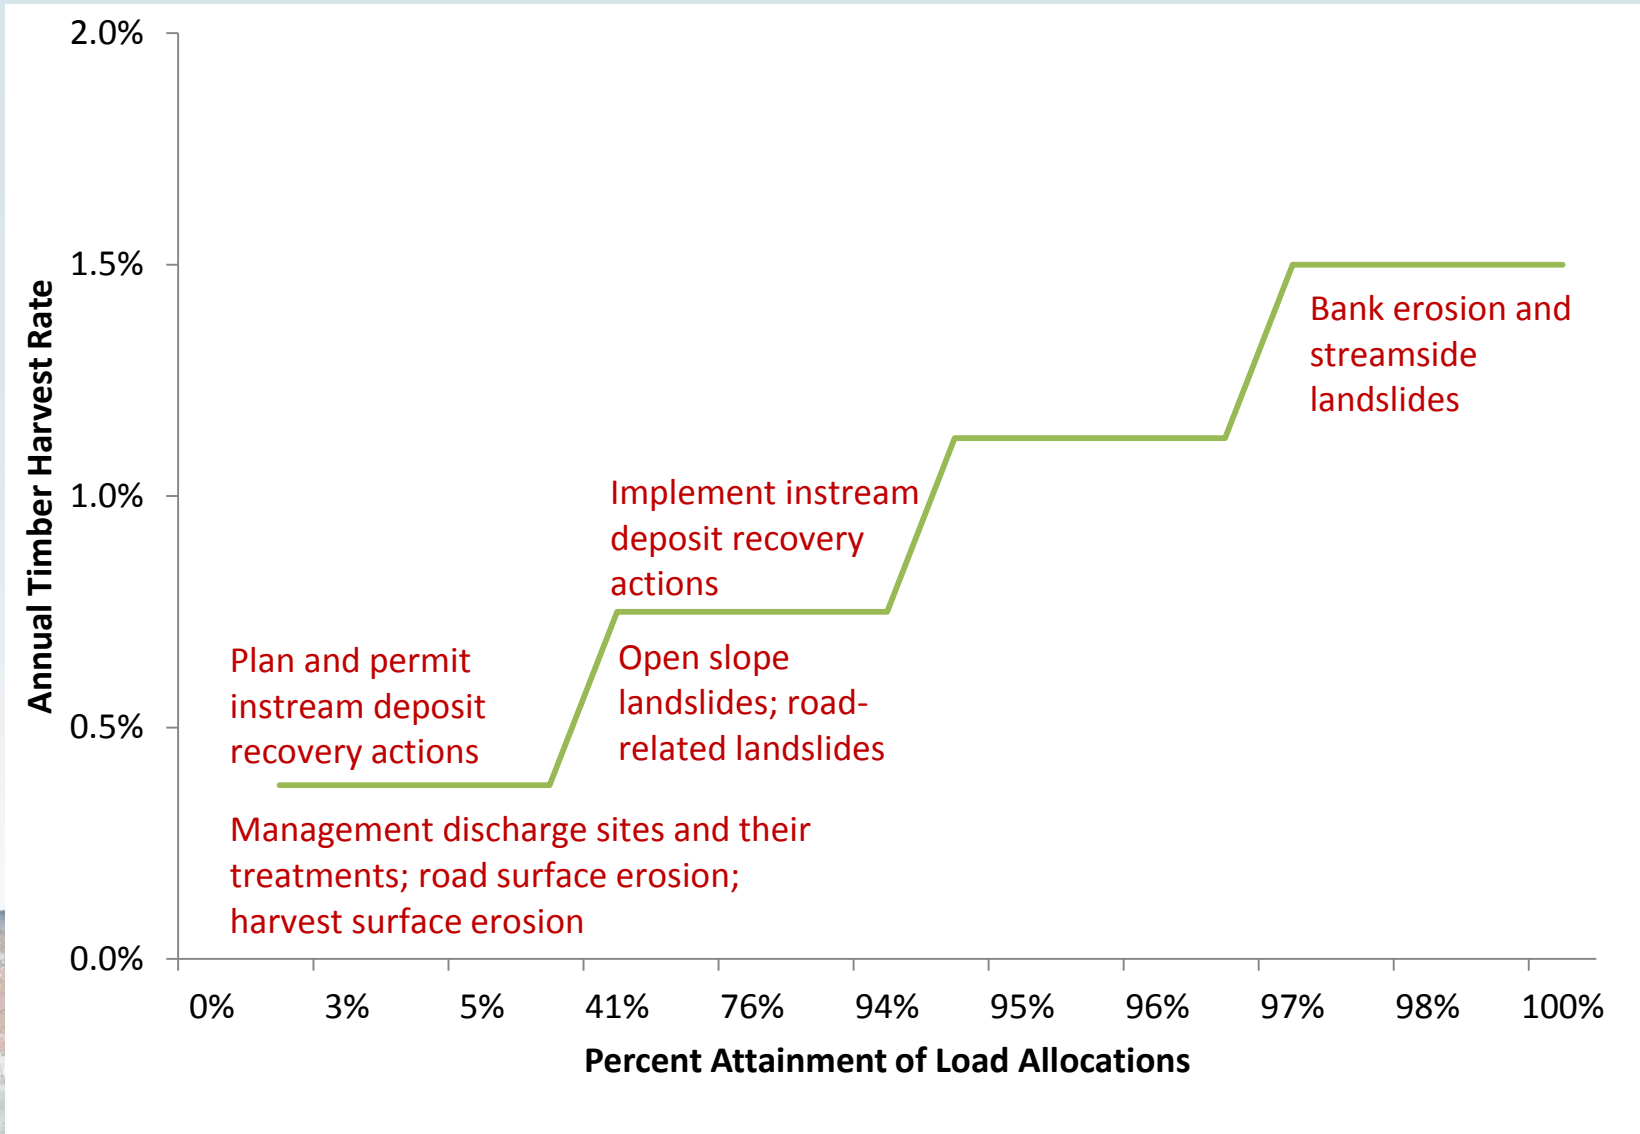 2.0%
1.5%
1.0%
0.5%
0.0%
Annual Timber Harvest Rate
Bank erosion and
streamside
landslides
Implement instream
deposit recovery
actions
Plan and permit
instream deposit
recovery actions
Open slope
landslides; road-
related landslides
Management discharge sites and their
treatments; road surface erosion;
harvest surface erosion
0% 3% 5% 41% 76% 94% 95% 96% 97% 98% 100%
Percent Attainment of Load Allocations